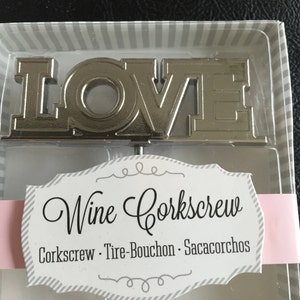 LOVE
Wine Corkscrew
Corkscrew · Tire-Bouchon · Sacacorchos